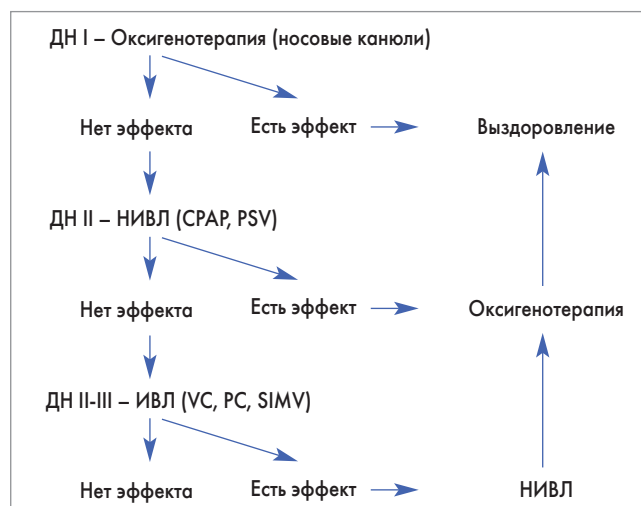 ДН I – Оксигенотерапия (носовые канюли)
Нет эффекта Есть эффект Выздоровление
ДН II – НИВЛ (CPAP, PSV)
Нет эффекта Есть эффект Оксигенотерапия
ДН II-III – ИВЛ (VC, PC, SIMV)
Нет эффекта Есть эффект НИВЛ